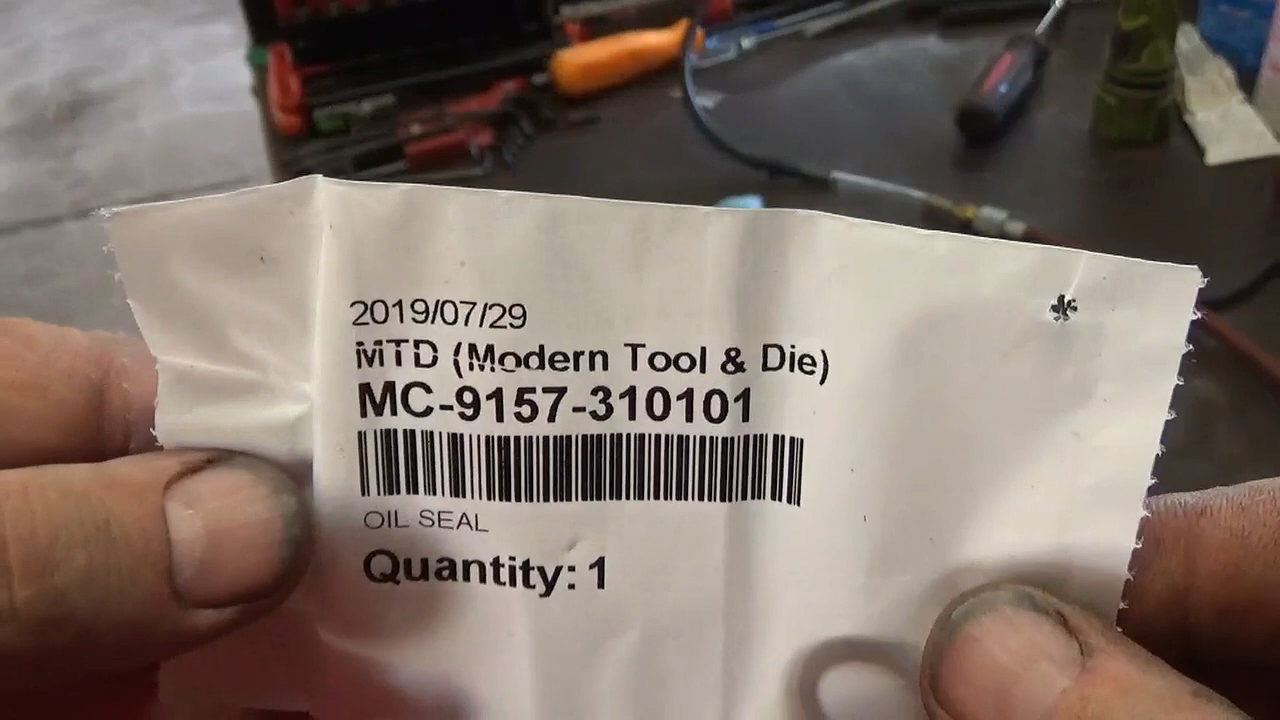 2019/07/29
MTD (Modern Tool & Die)
MC-9157-310101
OIL SEAL
Quantity: 1